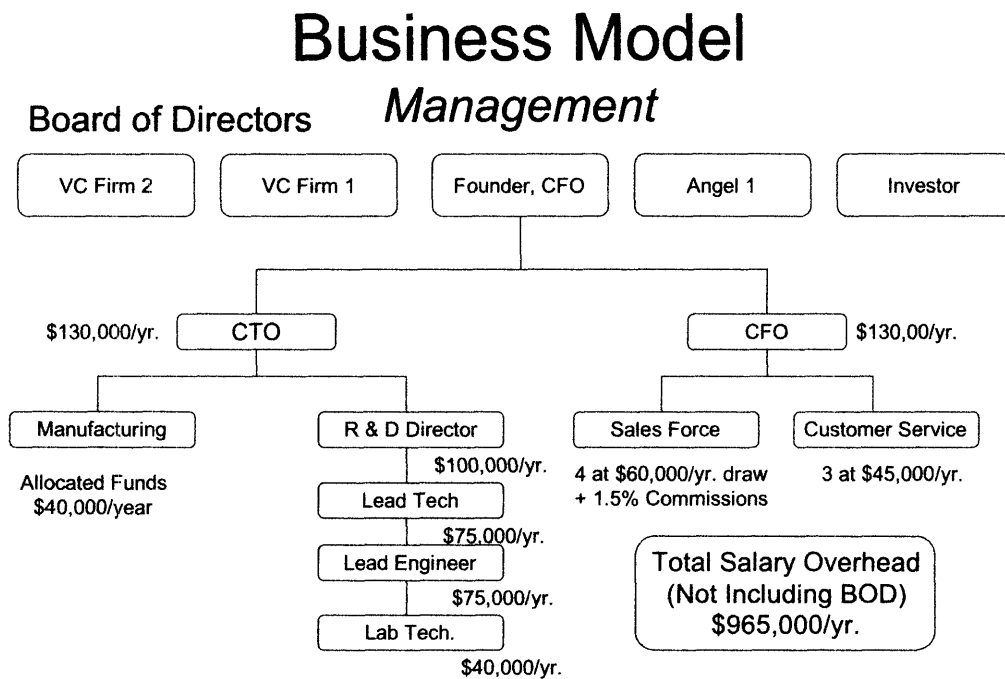 Business Model
Management
Board of Directors
VC Firm 2
VC Firm 1
Founder, CFO
Angel 1
Investor
$130,000/yr.
CTO
CFO
$130,00/yr.
Manufacturing
R & D Director
Sales Force
Customer Service
Allocated Funds
$40,000/year
$100,000/yr.
Lead Tech
$75,000/yr.
Lead Engineer
$75,000/yr.
Lab Tech.
$40,000/yr.
4 at $60,000/yr. draw
+ 1.5% Commissions
3 at $45,000/yr.
Total Salary Overhead
(Not Including BOD)
$965,000/yr.